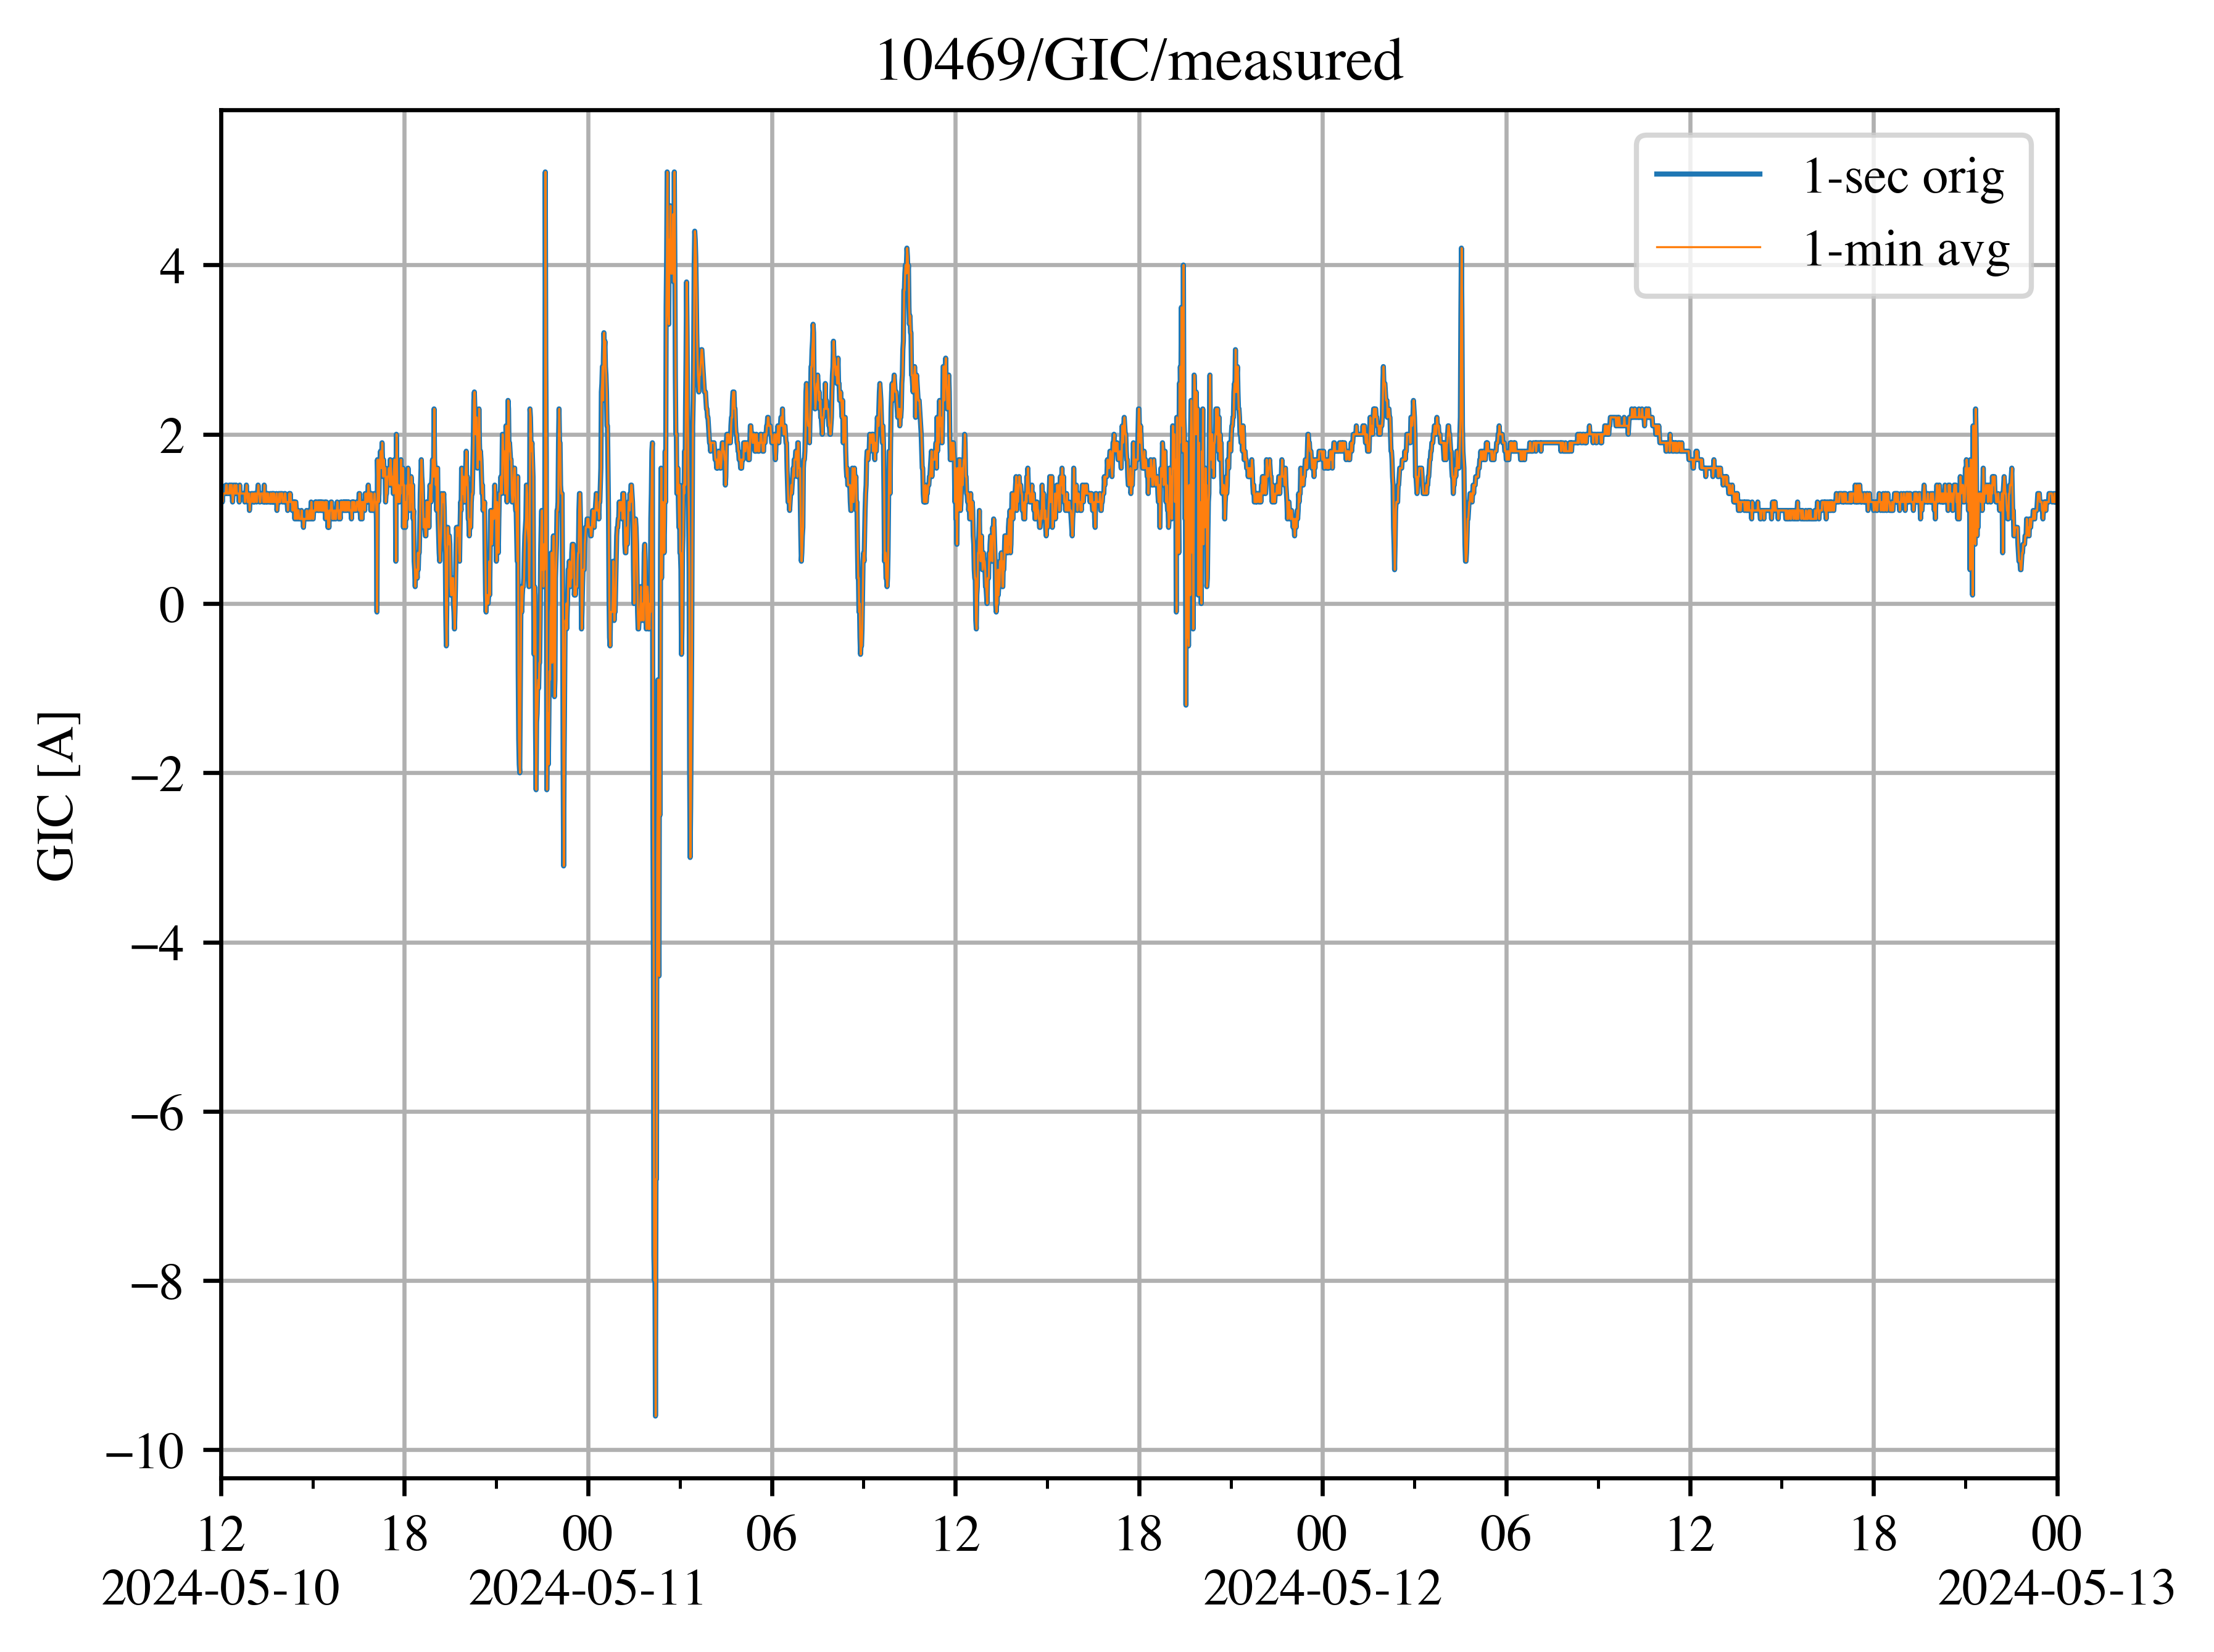 10469/GIC/measured
1-sec orig
1-min avg
GIC [A]
4
2
0
−2
−4
−6
−8
−10
12 18 00 06 12 18 00 06 12 18 00
2024-05-10 2024-05-11 2024-05-12 2024-05-13